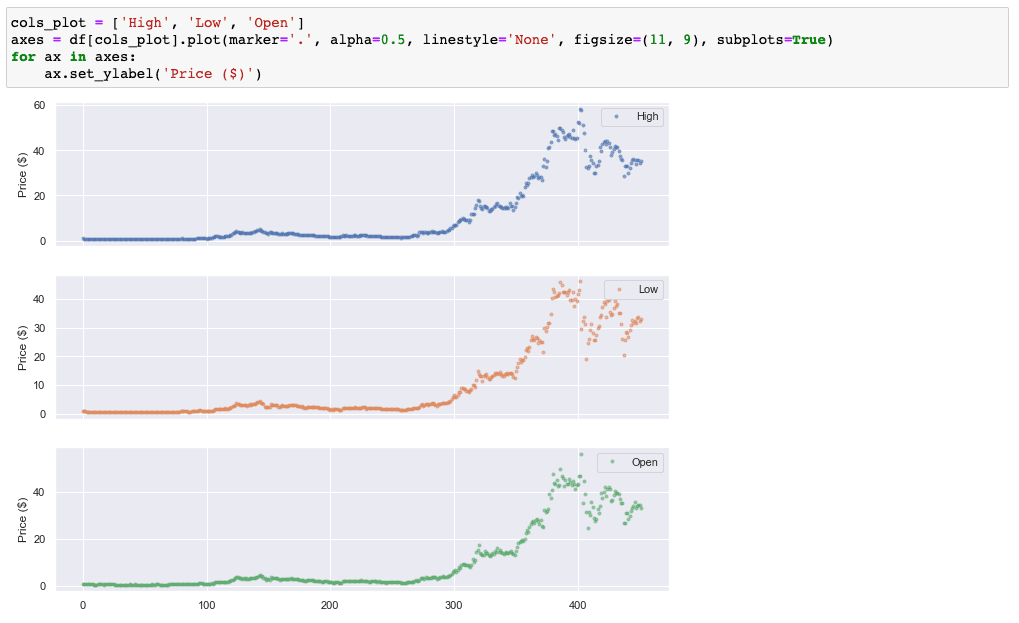 cols_plot = ['High', 'Low', 'Open']
axes = df[cols_plot].plot(marker='.', alpha=0.5, linestyle='None', figsize=(11, 9), subplots=True)
for ax in axes:
    ax.set_ylabel('Price ($)')
60
40
20
0
Price ($)
High
40
30
20
10
0
Price ($)
Low
40
20
0
Price ($)
Open
0 100 200 300 400